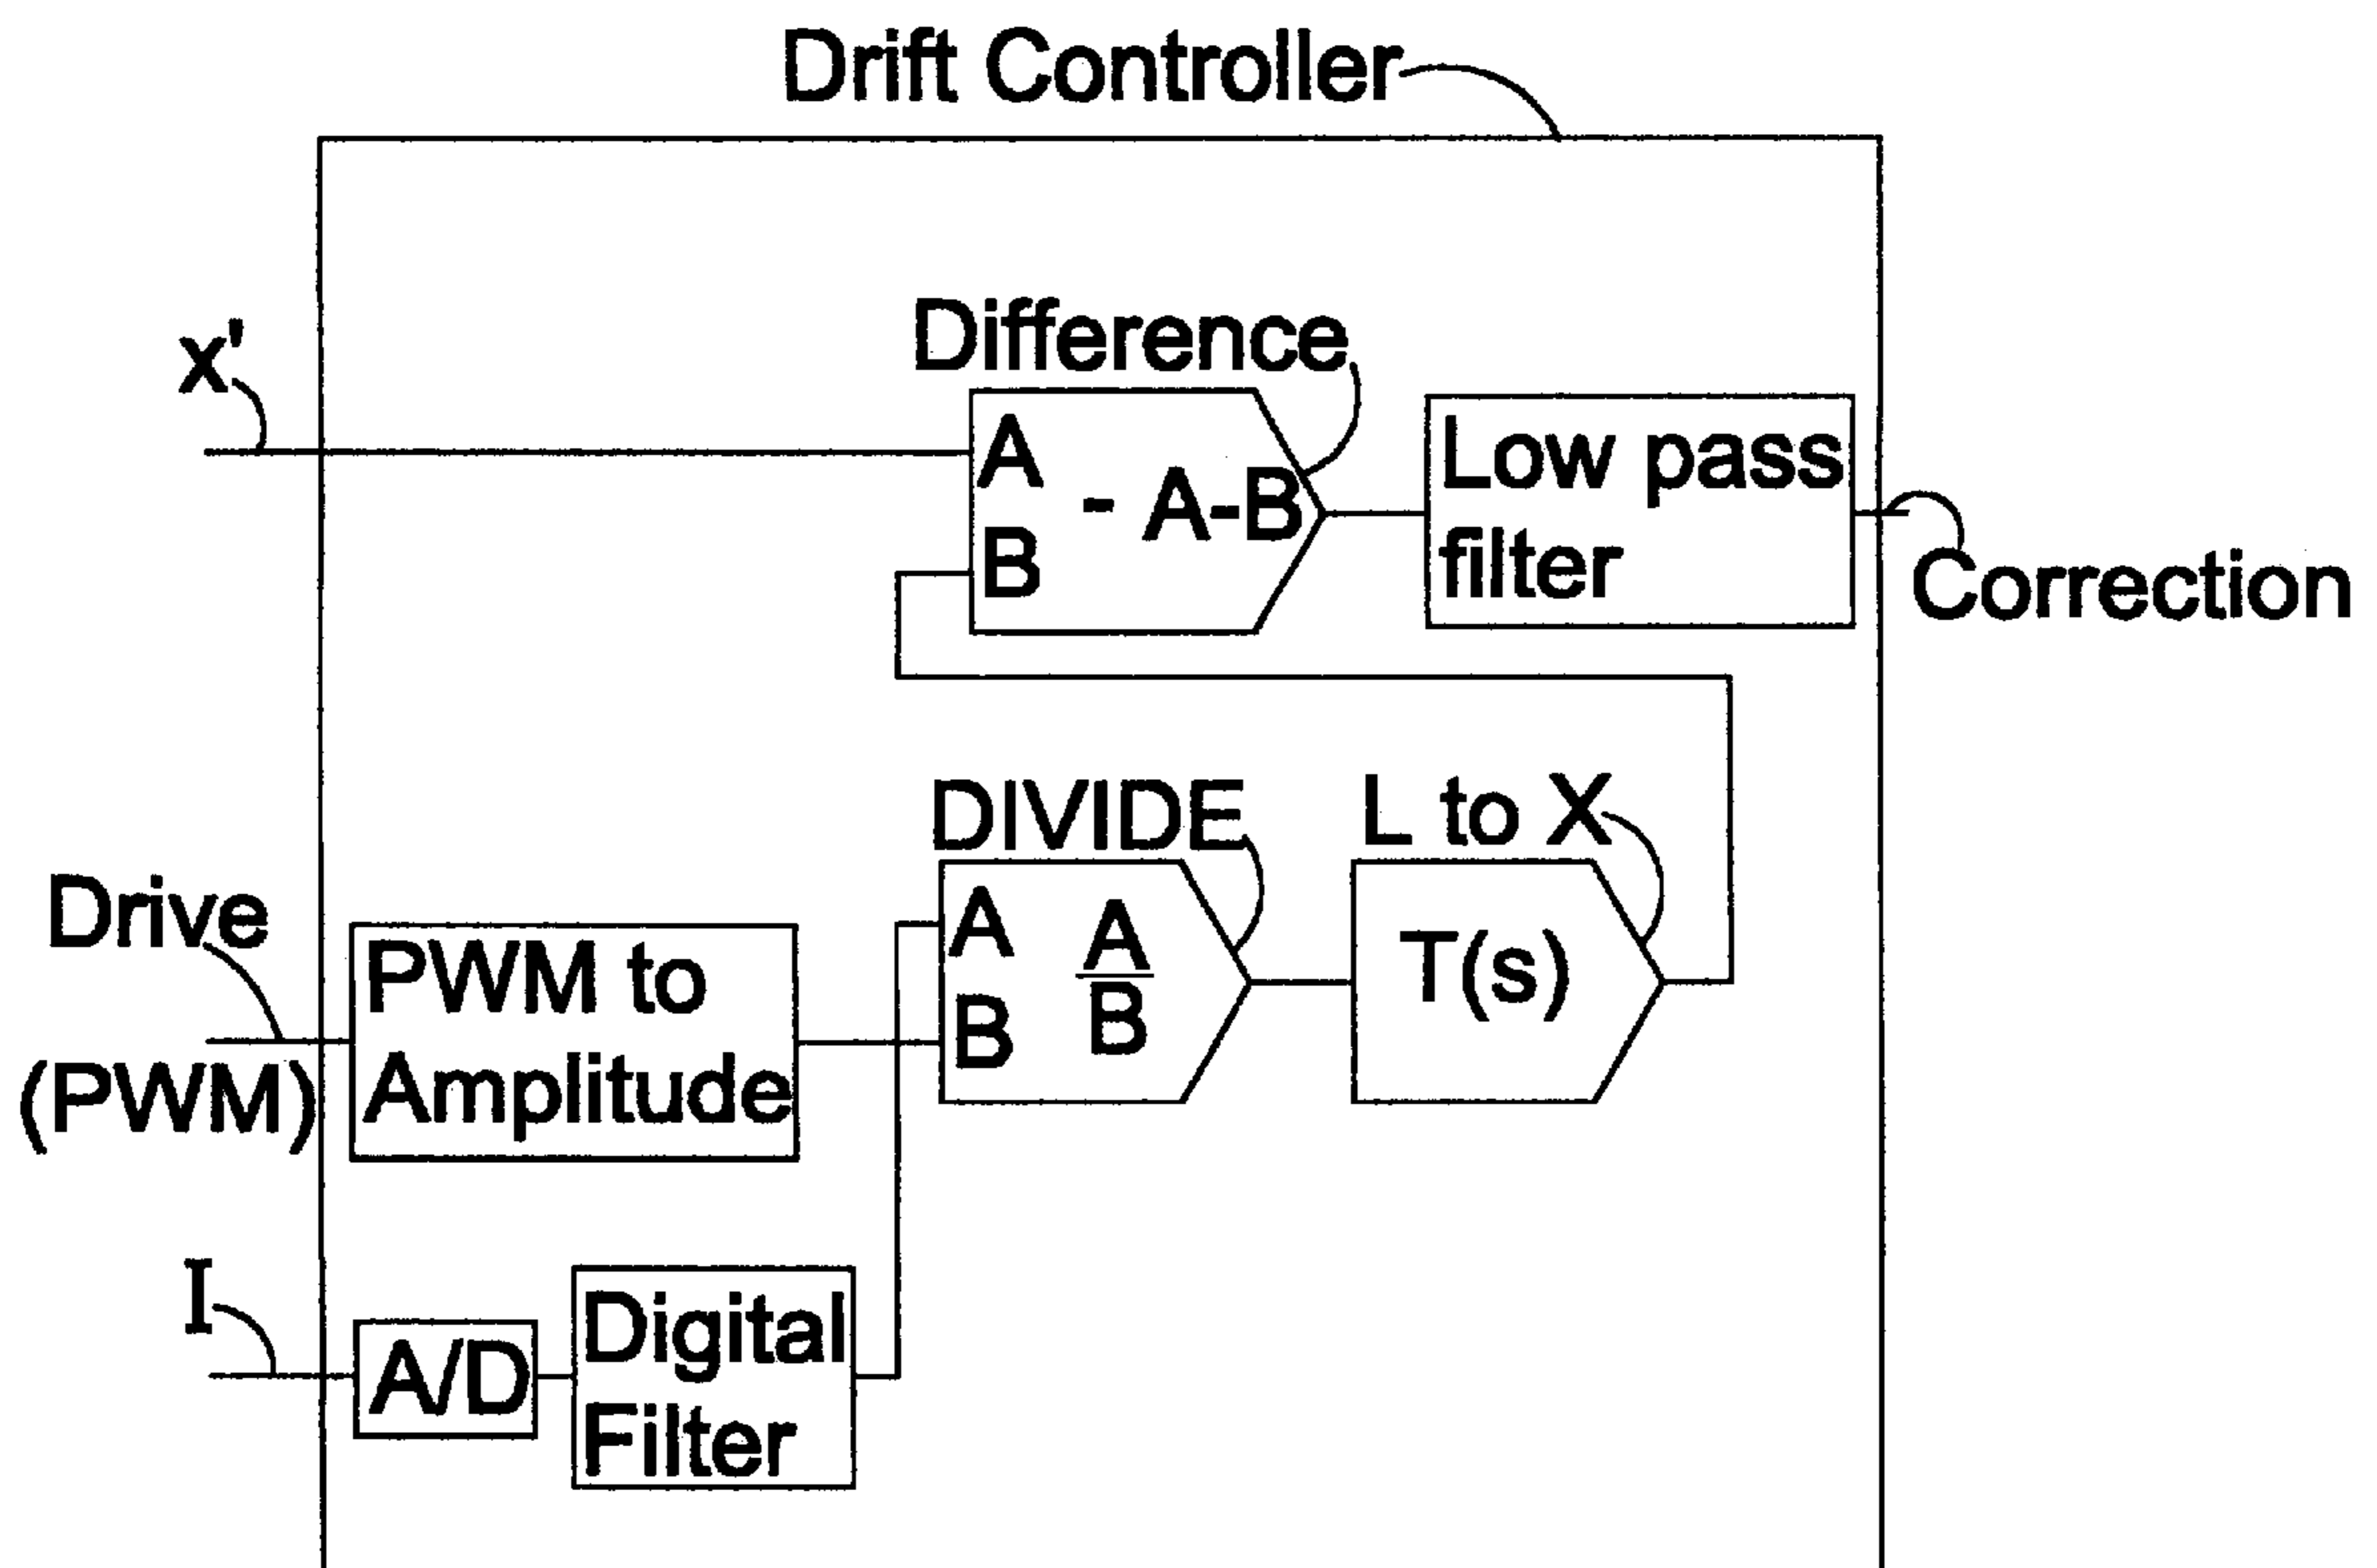 Drift Controller
x'
Difference
A
- A-B
B
Low pass
filter
Correction
DIVIDE
L to X
Drive
(PWM)
PWM to
Amplitude
A
B
A
B
T(s)
I
A/D
Digital
Filter